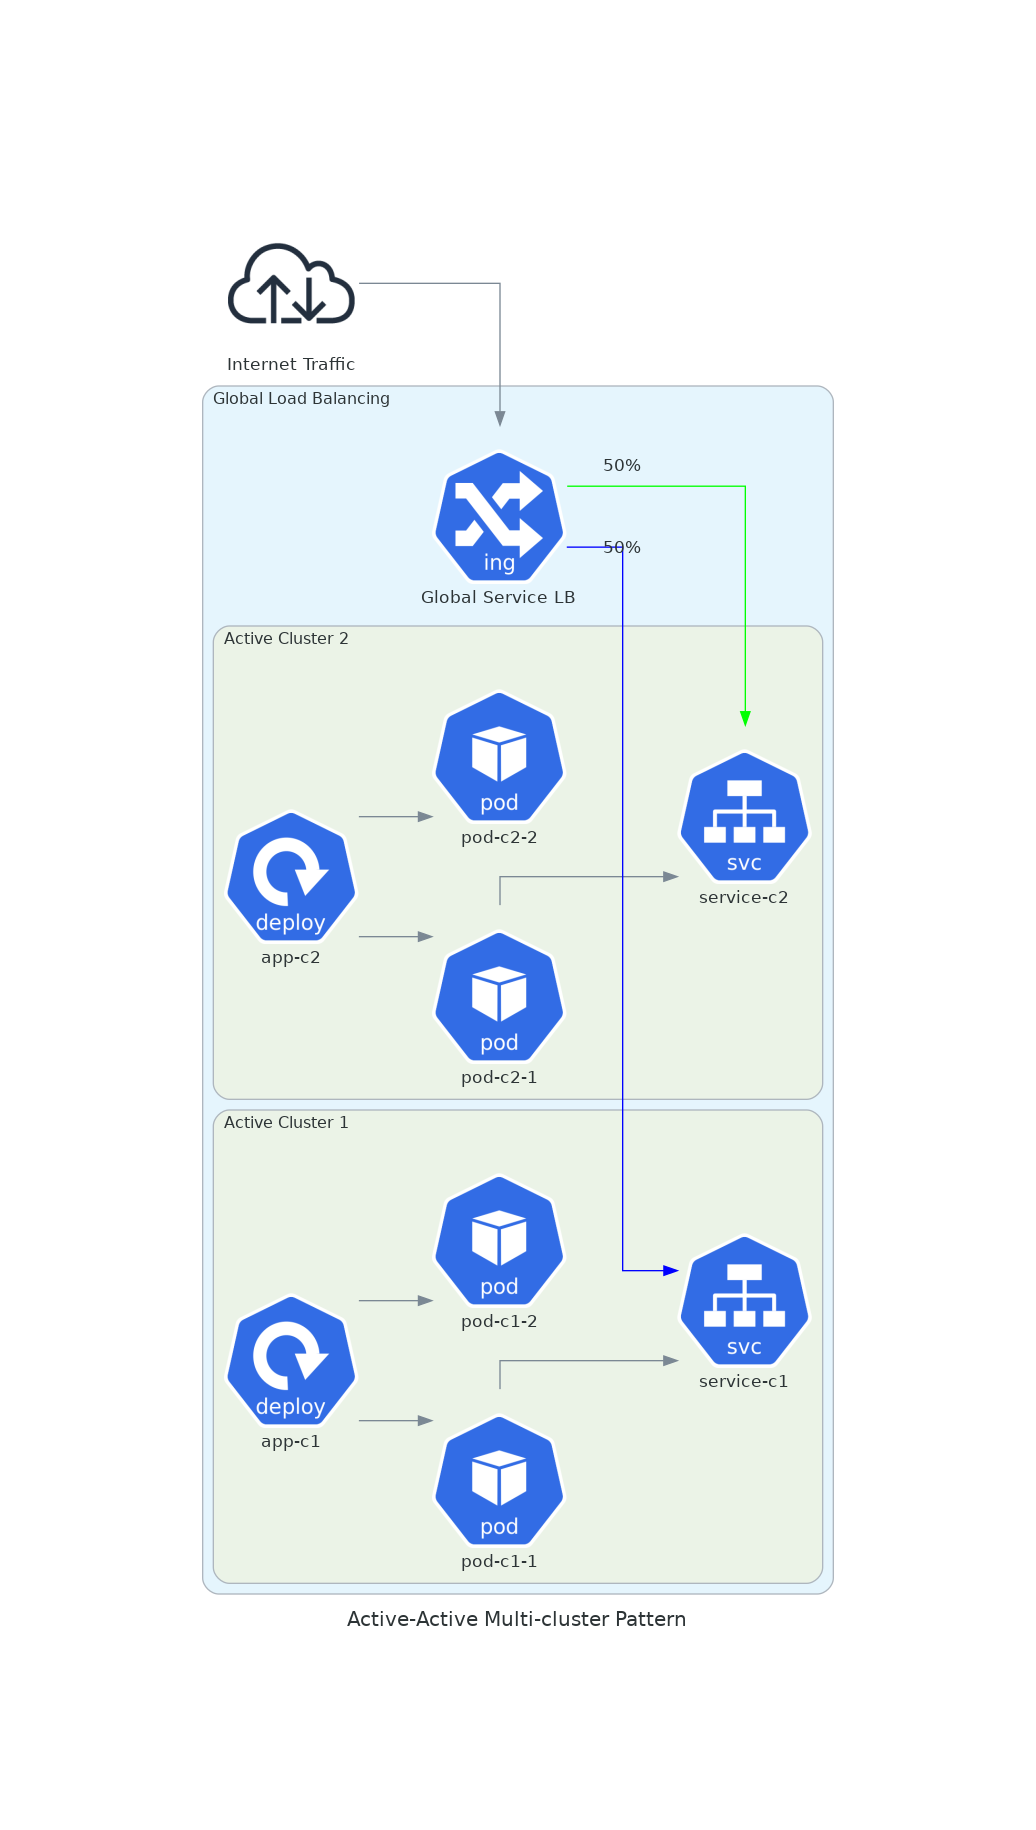 Internet Traffic
Global Load Balancing
50%
50%
ing
Global Service LB
Active Cluster 2
pod
pod-c2-2
svc
service-c2
deploy
app-c2
pod
pod-c2-1
Active Cluster 1
pod
pod-c1-2
svc
service-c1
deploy
app-c1
pod
pod-c1-1
Active-Active Multi-cluster Pattern